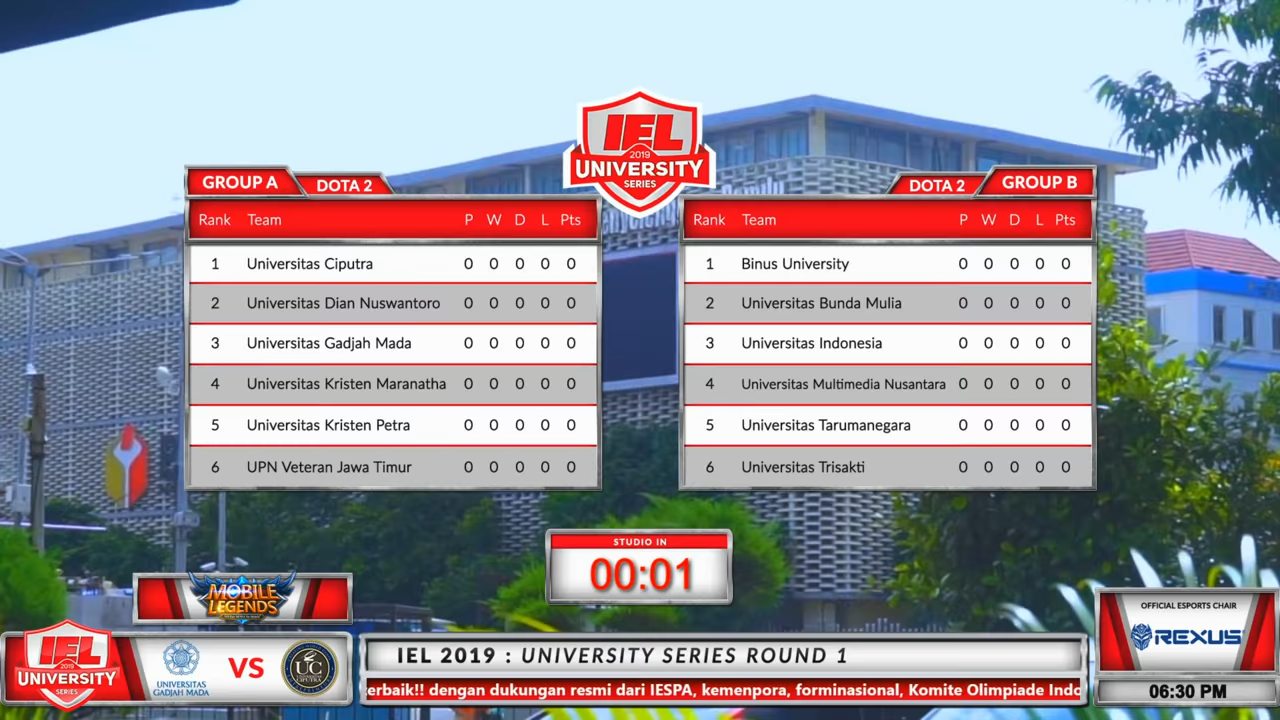 IEL
2019
UNIVERSITY
SERIES
GROUP A DOTA 2
Rank Team P W D L Pts
1 Universitas Ciputra 0 0 0 0 0
2 Universitas Dian Nuswantoro 0 0 0 0 0
3 Universitas Gadjah Mada 0 0 0 0 0
4 Universitas Kristen Maranatha 0 0 0 0 0
5 Universitas Kristen Petra 0 0 0 0 0
6 UPN Veteran Jawa Timur 0 0 0 0 0
DOTA 2 GROUP B
Rank Team P W D L Pts
1 Binus University 0 0 0 0 0
2 Universitas Bunda Mulia 0 0 0 0 0
3 Universitas Indonesia 0 0 0 0 0
4 Universitas Multimedia Nusantara 0 0 0 0 0
5 Universitas Tarumanegara 0 0 0 0 0
6 Universitas Trisakti 0 0 0 0 0
STUDIO IN
00:01
MOBILE
LEGENDS
IEL
2019
UNIVERSITY
SERIES
UNIVERSITAS
GADJAH MADA
VS
UC
IEL 2019 : UNIVERSITY SERIES ROUND 1
erbaik!! dengan dukungan resmi dari IESPA, kemenpora, forminasional, Komite Olimpiade Indo
OFFICIAL ESPORTS CHAIR
REXUS
06:30 PM